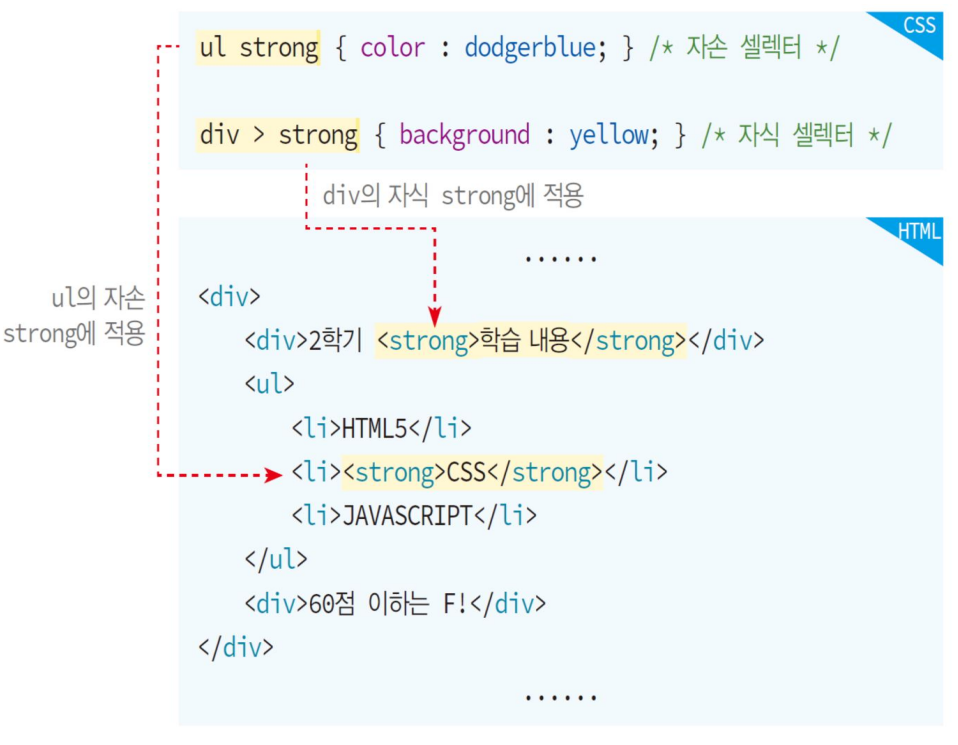 CSS
ul strong { color : dodgerblue; } /* 자손 셀렉터 */
div > strong { background : yellow; } /* 자식 셀렉터 */
div의 자식 strong에 적용
HTML
......
ul의 자손
strong에 적용
<div>
<div>2학기 <strong>학습 내용</strong></div>
<ul>
<li>HTML5</li>
<li><strong>CSS</strong></li>
<li>JAVASCRIPT</li>
</ul>
<div>60점 이하는 F!</div>
</div>
......